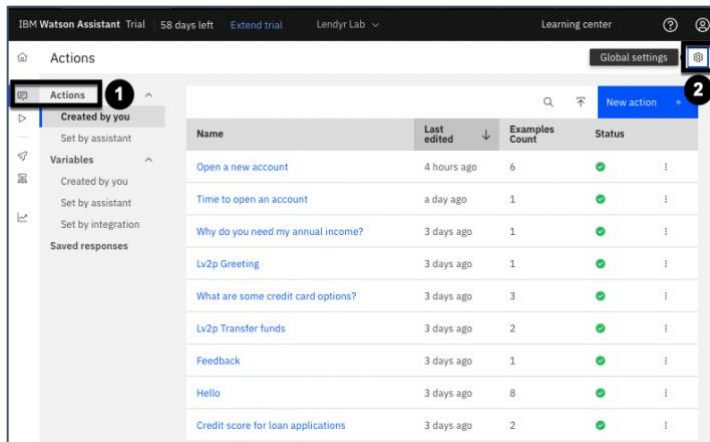 IBM Watson Assistant Trial 58 days left Extend trial Lendyr Lab Learning center
Actions Global settings
Actions 1 2
Created by you New action +
Set by assistant Name Last edited Examples Count Status
Variables Open a new account 4 hours ago 6
Created by you Time to open an account a day ago 1
Set by assistant
Set by integration Why do you need my annual income? 3 days ago 1
Saved responses Lv2p Greeting 3 days ago 1
What are some credit card options? 3 days ago 3
Lv2p Transfer funds 3 days ago 2
Feedback 3 days ago 1
Hello 3 days ago 8
Credit score for loan applications 3 days ago 2